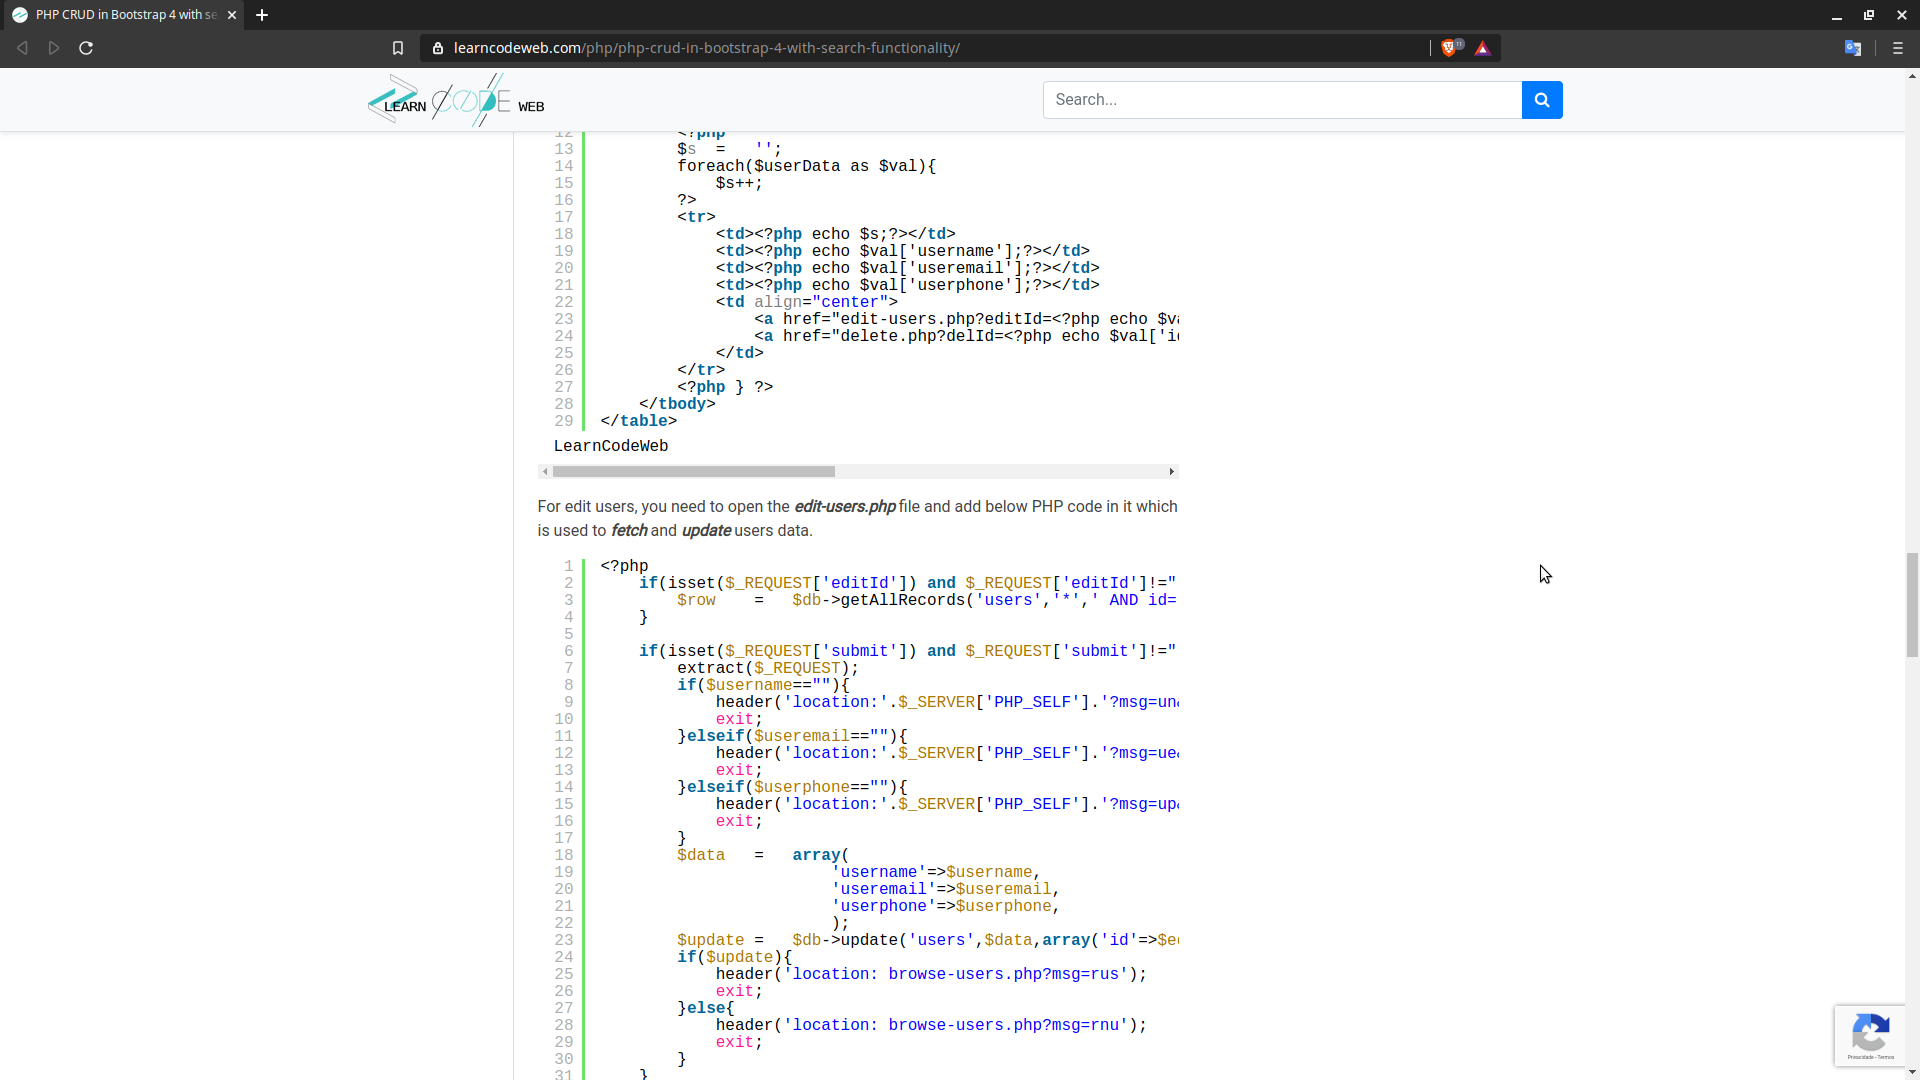 PHP CRUD in Bootstrap 4 with se
learncodeweb.com/php/php-crud-in-bootstrap-4-with-search-functionality/
LEARN CODE WEB
Search...
12 <?php
13 $s = '';
14 foreach($userData as $val){
15 $s++;
16 ?>
17 <tr>
18 <td><?php echo $s;?></td>
19 <td><?php echo $val['username'];?></td>
20 <td><?php echo $val['useremail'];?></td>
21 <td><?php echo $val['userphone'];?></td>
22 <td align="center">
23 <a href="edit-users.php?editId=<?php echo $va
24 <a href="delete.php?delId=<?php echo $val['id
25 </td>
26 </tr>
27 <?php } ?>
28 </tbody>
29 </table>
LearnCodeWeb
For edit users, you need to open the edit-users.php file and add below PHP code in it which
is used to fetch and update users data.
1 <?php
2 if(isset($_REQUEST['editId']) and $_REQUEST['editId']!="
3 $row = $db->getAllRecords('users','*',' AND id=
4 }
5
6 if(isset($_REQUEST['submit']) and $_REQUEST['submit']!="
7 extract($_REQUEST);
8 if($username==""){
9 header('location:'.$_SERVER['PHP_SELF'].'?msg=un&
10 exit;
11 }elseif($useremail==""){
12 header('location:'.$_SERVER['PHP_SELF'].'?msg=ue&
13 exit;
14 }elseif($userphone==""){
15 header('location:'.$_SERVER['PHP_SELF'].'?msg=up&
16 exit;
17 }
18 $data = array(
19 'username'=>$username,
20 'useremail'=>$useremail,
21 'userphone'=>$userphone,
22 );
23 $update = $db->update('users',$data,array('id'=>$e
24 if($update){
25 header('location: browse-users.php?msg=rus');
26 exit;
27 }else{
28 header('location: browse-users.php?msg=rnu');
29 exit;
30 }
31 }
Privacidade - Termos